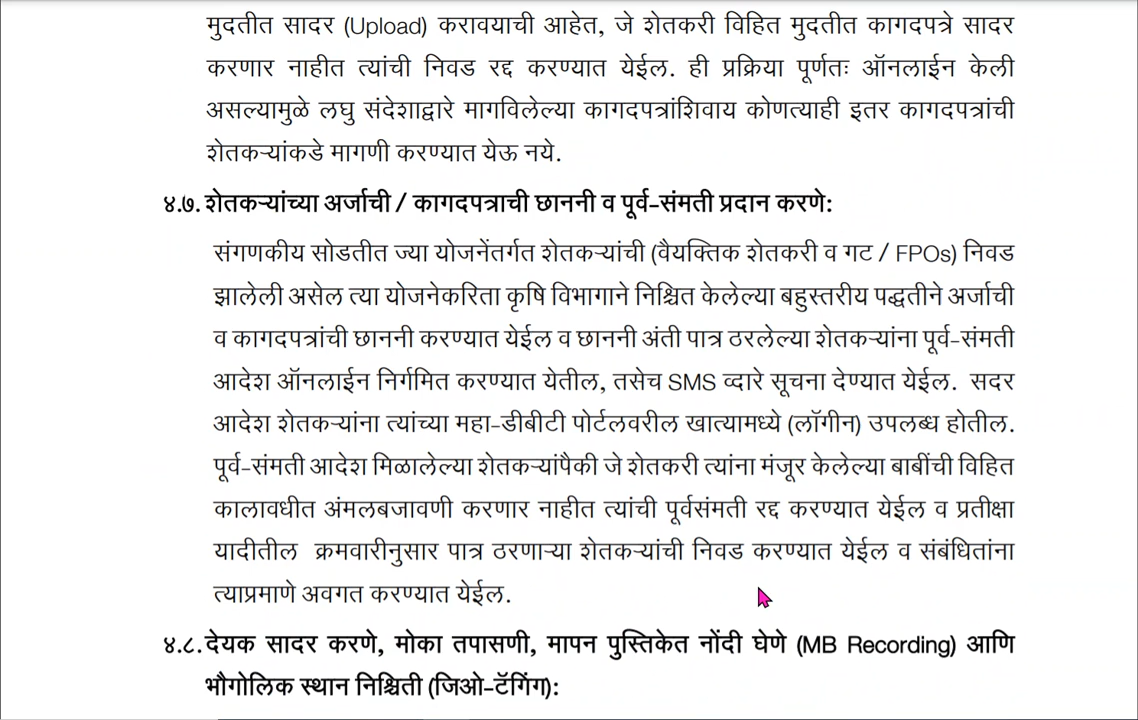 मुदतीत सादर (Upload) करावयाची आहेत, जे शेतकरी विहित मुदतीत कागदपत्रे सादर
करणार नाहीत त्यांची निवड रद्द करण्यात येईल. ही प्रक्रिया पूर्णतः ऑनलाईन केली
असल्यामुळे लघु संदेशाद्वारे मागविलेल्या कागदपत्रांशिवाय कोणत्याही इतर कागदपत्रांची
शेतकऱ्यांकडे मागणी करण्यात येऊ नये.
४.७. शेतकऱ्यांच्या अर्जाची / कागदपत्राची छाननी व पूर्व-संमती प्रदान करणे:
संगणकीय सोडतीत ज्या योजनेंतर्गत शेतकऱ्यांची (वैयक्तिक शेतकरी व गट / FPOs) निवड
झालेली असेल त्या योजनेकरिता कृषि विभागाने निश्चित केलेल्या बहुस्तरीय पद्धतीने अर्जाची
व कागदपत्रांची छाननी करण्यात येईल व छाननी अंती पात्र ठरलेल्या शेतकऱ्यांना पूर्व-संमती
आदेश ऑनलाईन निर्गमित करण्यात येतील, तसेच SMS व्दारे सूचना देण्यात येईल. सदर
आदेश शेतकऱ्यांना त्यांच्या महा-डीबीटी पोर्टलवरील खात्यामध्ये (लॉगीन) उपलब्ध होतील.
पूर्व-संमती आदेश मिळालेल्या शेतकऱ्यांपैकी जे शेतकरी त्यांना मंजूर केलेल्या बाबींची विहित
कालावधीत अंमलबजावणी करणार नाहीत त्यांची पूर्वसंमती रद्द करण्यात येईल व प्रतीक्षा
यादीतील क्रमवारीनुसार पात्र ठरणाऱ्या शेतकऱ्यांची निवड करण्यात येईल व संबंधितांना
त्याप्रमाणे अवगत करण्यात येईल.
४.८. देयक सादर करणे, मोका तपासणी, मापन पुस्तिकेत नोंदी घेणे (MB Recording) आणि
भौगोलिक स्थान निश्चिती (जिओ-टॅगिंग):